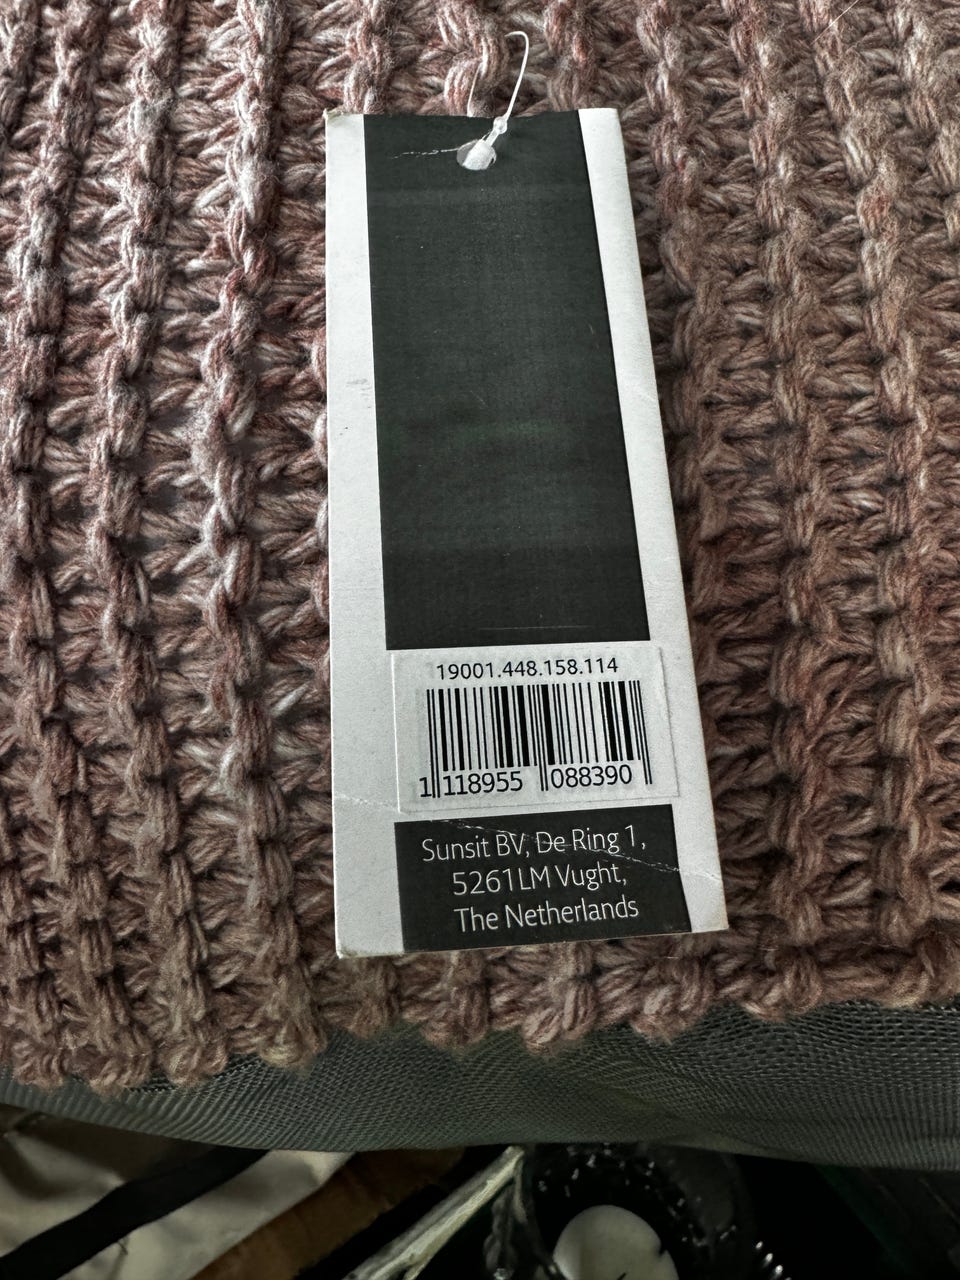 19001.448.158.114
1 118955 088390
Sunsit BV, De Ring 1,
5261LM Vught,
The Netherlands